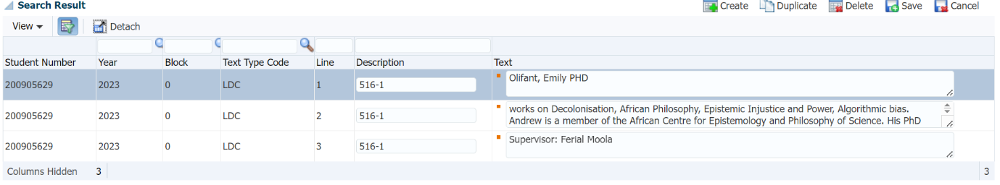 Search Result
Create Duplicate Delete Save Cancel
View Detach
Student Number Year Block Text Type Code Line Description Text
200905629 2023 0 LDC 1 516-1 Olifant, Emily PHD
200905629 2023 0 LDC 2 516-1 works on Decolonisation, African Philosophy, Epistemic Injustice and Power, Algorithmic bias.
Andrew is a member of the African Centre for Epistemology and Philosophy of Science. His PhD
200905629 2023 0 LDC 3 516-1 Supervisor: Ferial Moola
Columns Hidden 3 3